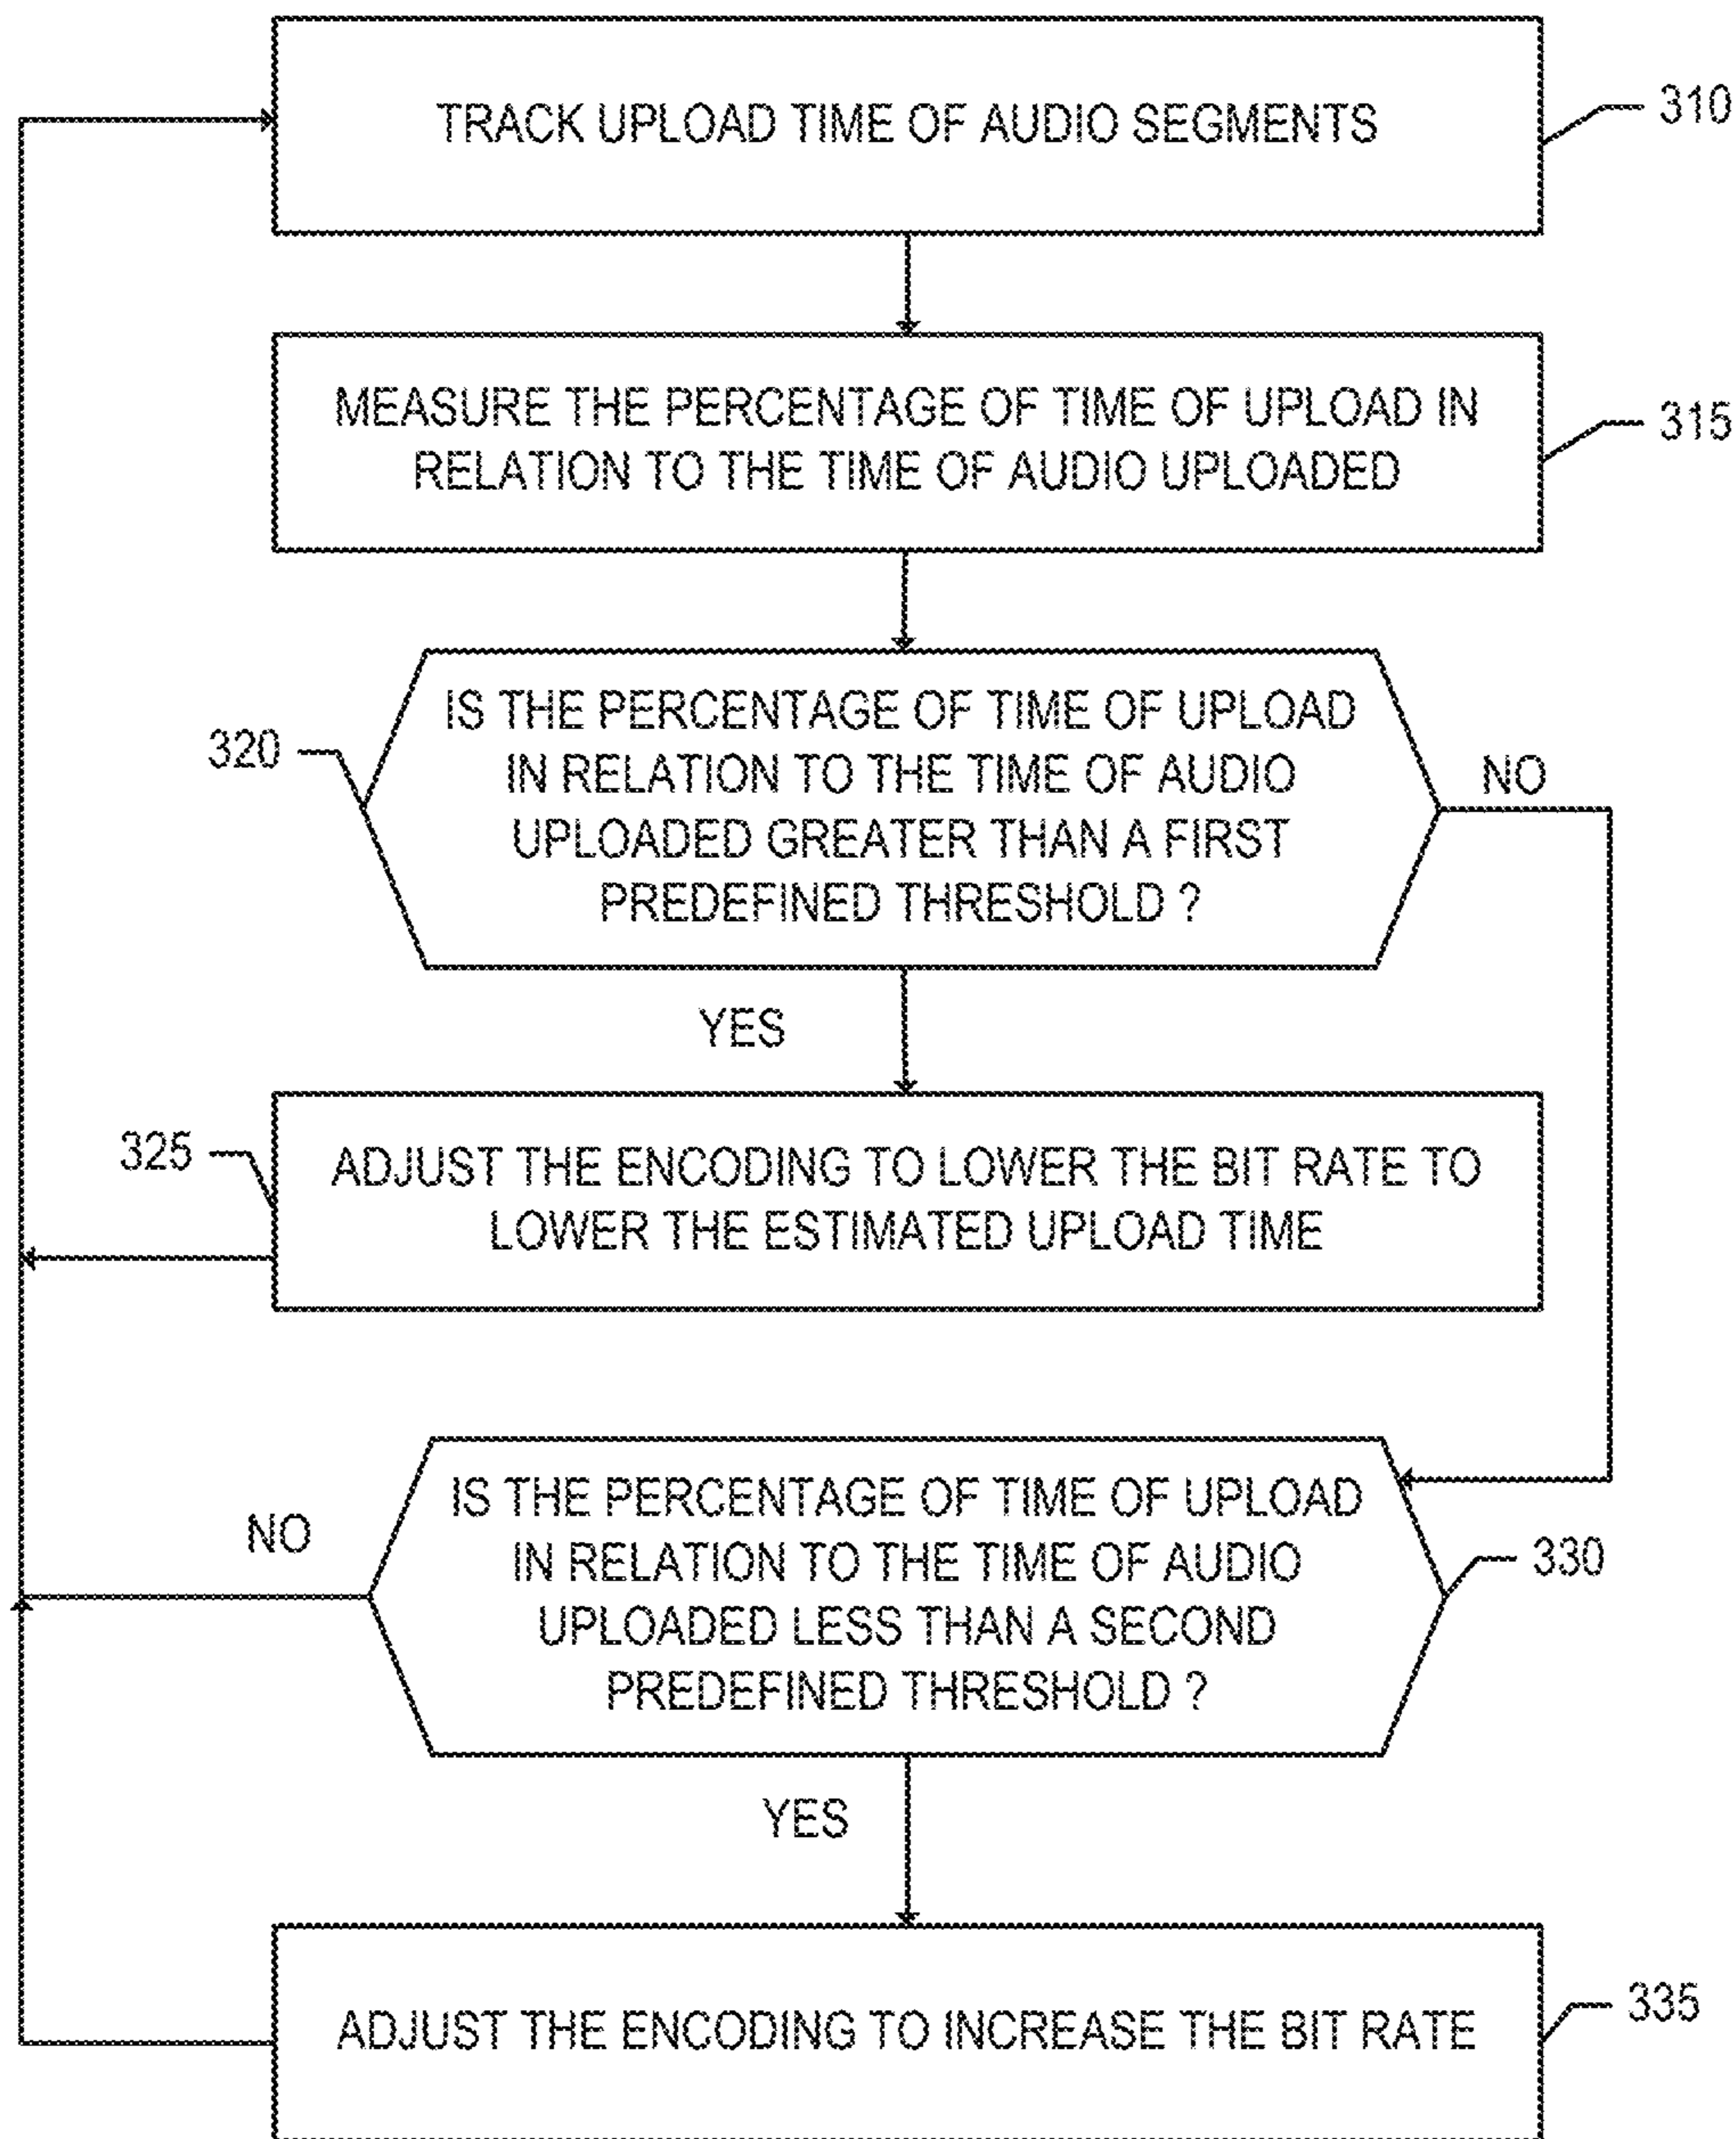 TRACK UPLOAD TIME OF AUDIO SEGMENTS
310
MEASURE THE PERCENTAGE OF TIME OF UPLOAD IN
RELATION TO THE TIME OF AUDIO UPLOADED
315
IS THE PERCENTAGE OF TIME OF UPLOAD
IN RELATION TO THE TIME OF AUDIO
UPLOADED GREATER THAN A FIRST
PREDEFINED THRESHOLD ?
320
NO
YES
ADJUST THE ENCODING TO LOWER THE BIT RATE TO
LOWER THE ESTIMATED UPLOAD TIME
325
IS THE PERCENTAGE OF TIME OF UPLOAD
IN RELATION TO THE TIME OF AUDIO
UPLOADED LESS THAN A SECOND
PREDEFINED THRESHOLD ?
NO
330
YES
ADJUST THE ENCODING TO INCREASE THE BIT RATE
335